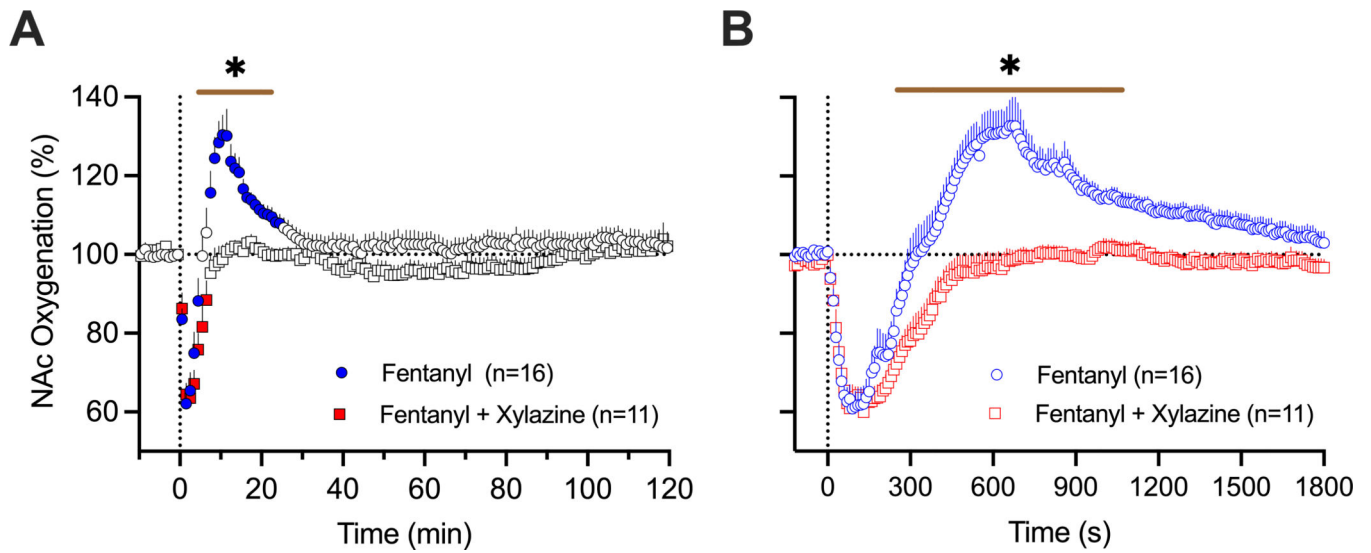 A
B
*
*
NAc Oxygenation (%)
140
120
100
80
60
Fentanyl (n=16)
Fentanyl + Xylazine (n=11)
0
20
40
60
80
100
120
Time (min)
Fentanyl (n=16)
Fentanyl + Xylazine (n=11)
0
300
600
900
1200
1500
1800
Time (s)